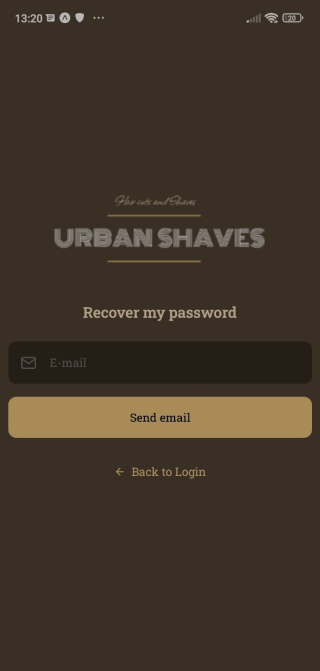 13:20
20
Hair cuts and Shaves
URBAN SHAVES
Recover my password
E-mail
Send email
Back to Login